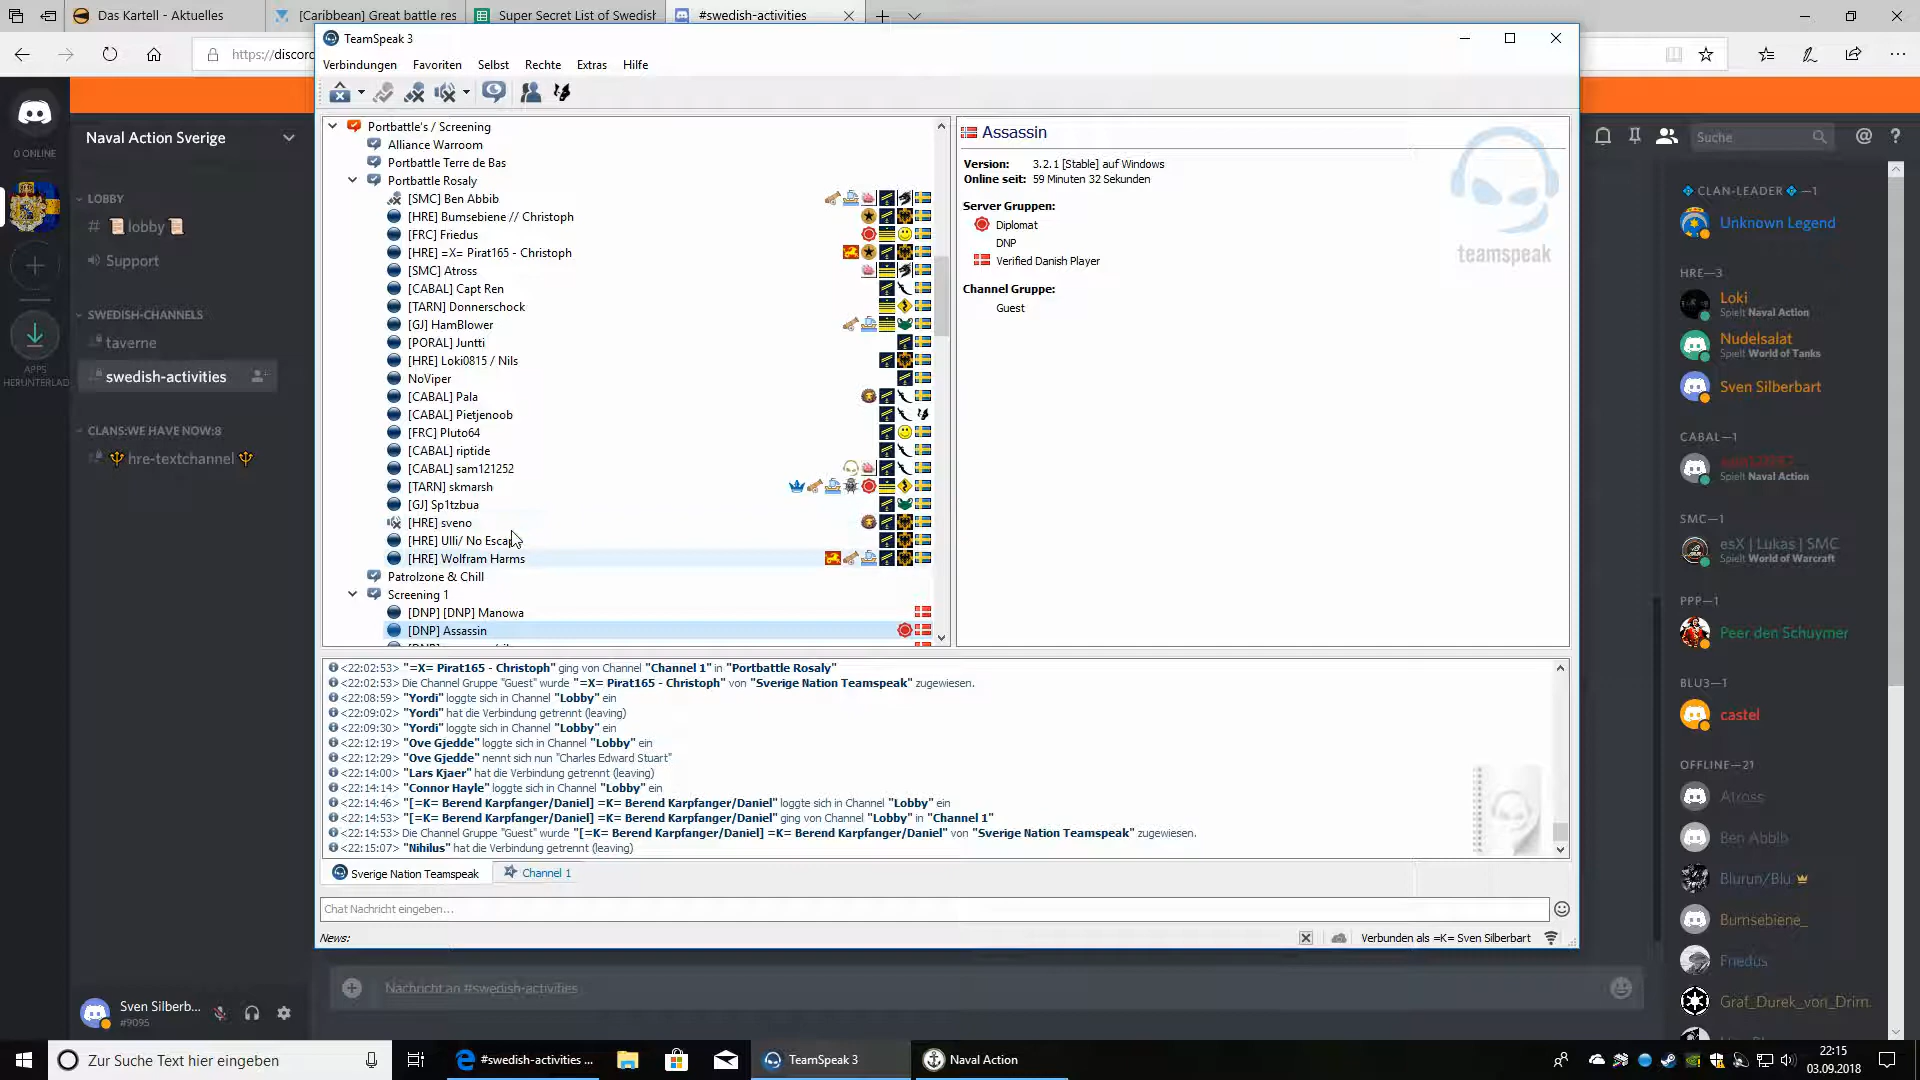 Das Kartell - Aktuelles
[Caribbean] Great battle res
Super Secret List of Swedish
#swedish-activities
https://discord
TeamSpeak 3
Verbindungen Favoriten Selbst Rechte Extras Hilfe
0 ONLINE
APPS
HERUNTERLAD
Naval Action Sverige
LOBBY
# 📜lobby📜
Support
SWEDISH-CHANNELS
taverne
swedish-activities
CLANS:WE HAVE NOW:8
🔱 hre-textchannel 🔱
Sven Silberb...
#9095
Portbattle's / Screening
Alliance Warroom
Portbattle Terre de Bas
Portbattle Rosaly
[SMC] Ben Abbib
[HRE] Bumsebiene // Christoph
[FRC] Friedus
[HRE] =X= Pirat165 - Christoph
[SMC] Atross
[CABAL] Capt Ren
[TARN] Donnerschock
[GJ] HamBlower
[PORAL] Juntti
[HRE] Loki0815 / Nils
NoViper
[CABAL] Pala
[CABAL] Pietjenoob
[FRC] Pluto64
[CABAL] riptide
[CABAL] sam121252
[TARN] skmarsh
[GJ] Sp1tzbua
[HRE] sveno
[HRE] Ulli/ No Escap
[HRE] Wolfram Harms
Patrolzone & Chill
Screening 1
[DNP] [DNP] Manowa
[DNP] Assassin
Assassin
Version: 3.2.1 [Stable] auf Windows
Online seit: 59 Minuten 32 Sekunden
Server Gruppen:
Diplomat
DNP
Verified Danish Player
Channel Gruppe:
Guest
teamspeak
<22:02:53> "=X= Pirat165 - Christoph" ging von Channel "Channel 1" in "Portbattle Rosaly"
<22:02:53> Die Channel Gruppe "Guest" wurde "=X= Pirat165 - Christoph" von "Sverige Nation Teamspeak" zugewiesen.
<22:08:59> "Yordi" loggte sich in Channel "Lobby" ein
<22:09:02> "Yordi" hat die Verbindung getrennt (leaving)
<22:09:30> "Yordi" loggte sich in Channel "Lobby" ein
<22:12:19> "Ove Gjedde" loggte sich in Channel "Lobby" ein
<22:12:29> "Ove Gjedde" nennt sich nun "Charles Edward Stuart"
<22:14:00> "Lars Kjaer" hat die Verbindung getrennt (leaving)
<22:14:14> "Connor Hayle" loggte sich in Channel "Lobby" ein
<22:14:46> "[=K= Berend Karpfanger/Daniel] =K= Berend Karpfanger/Daniel" loggte sich in Channel "Lobby" ein
<22:14:53> "[=K= Berend Karpfanger/Daniel] =K= Berend Karpfanger/Daniel" ging von Channel "Lobby" in "Channel 1"
<22:14:53> Die Channel Gruppe "Guest" wurde "[=K= Berend Karpfanger/Daniel] =K= Berend Karpfanger/Daniel" von "Sverige Nation Teamspeak" zugewiesen.
<22:15:07> "Nihilus" hat die Verbindung getrennt (leaving)
Sverige Nation Teamspeak
Channel 1
Chat Nachricht eingeben...
News:
Verbunden als =K= Sven Silberbart
Nachricht an #swedish-activities
Suche
CLAN-LEADER —1
Unknown Legend
HRE—3
Loki
Spielt Naval Action
Nudelsalat
Spielt World of Tanks
Sven Silberbart
CABAL—1
Spielt Naval Action
SMC—1
esX | Lukas | SMC
Spielt World of Warcraft
PPP—1
Peer den Schuymer
BLU3—1
castel
OFFLINE—21
Atross
Ben Abbib
Blurun/Blu
Bumsebiene_
Friedus
Graf_Durek_von_Drirn.
Zur Suche Text hier eingeben
#swedish-activities ...
TeamSpeak 3
Naval Action
22:15
03.09.2018